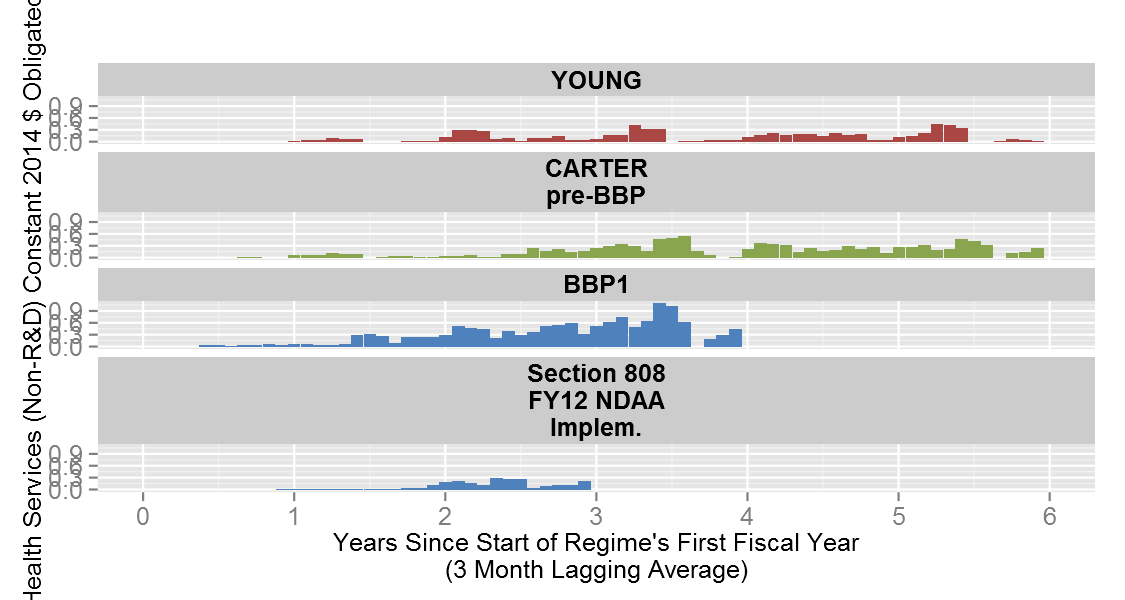 Health Services (Non-R&D) Constant 2014 $ Obligated
YOUNG
0.9
0.6
0.3
0.0
CARTER
pre-BBP
0.9
0.6
0.3
0.0
BBP1
0.9
0.6
0.3
0.0
Section 808
FY12 NDAA
Implem.
0.9
0.6
0.3
0.0
0 1 2 3 4 5 6
Years Since Start of Regime's First Fiscal Year
(3 Month Lagging Average)